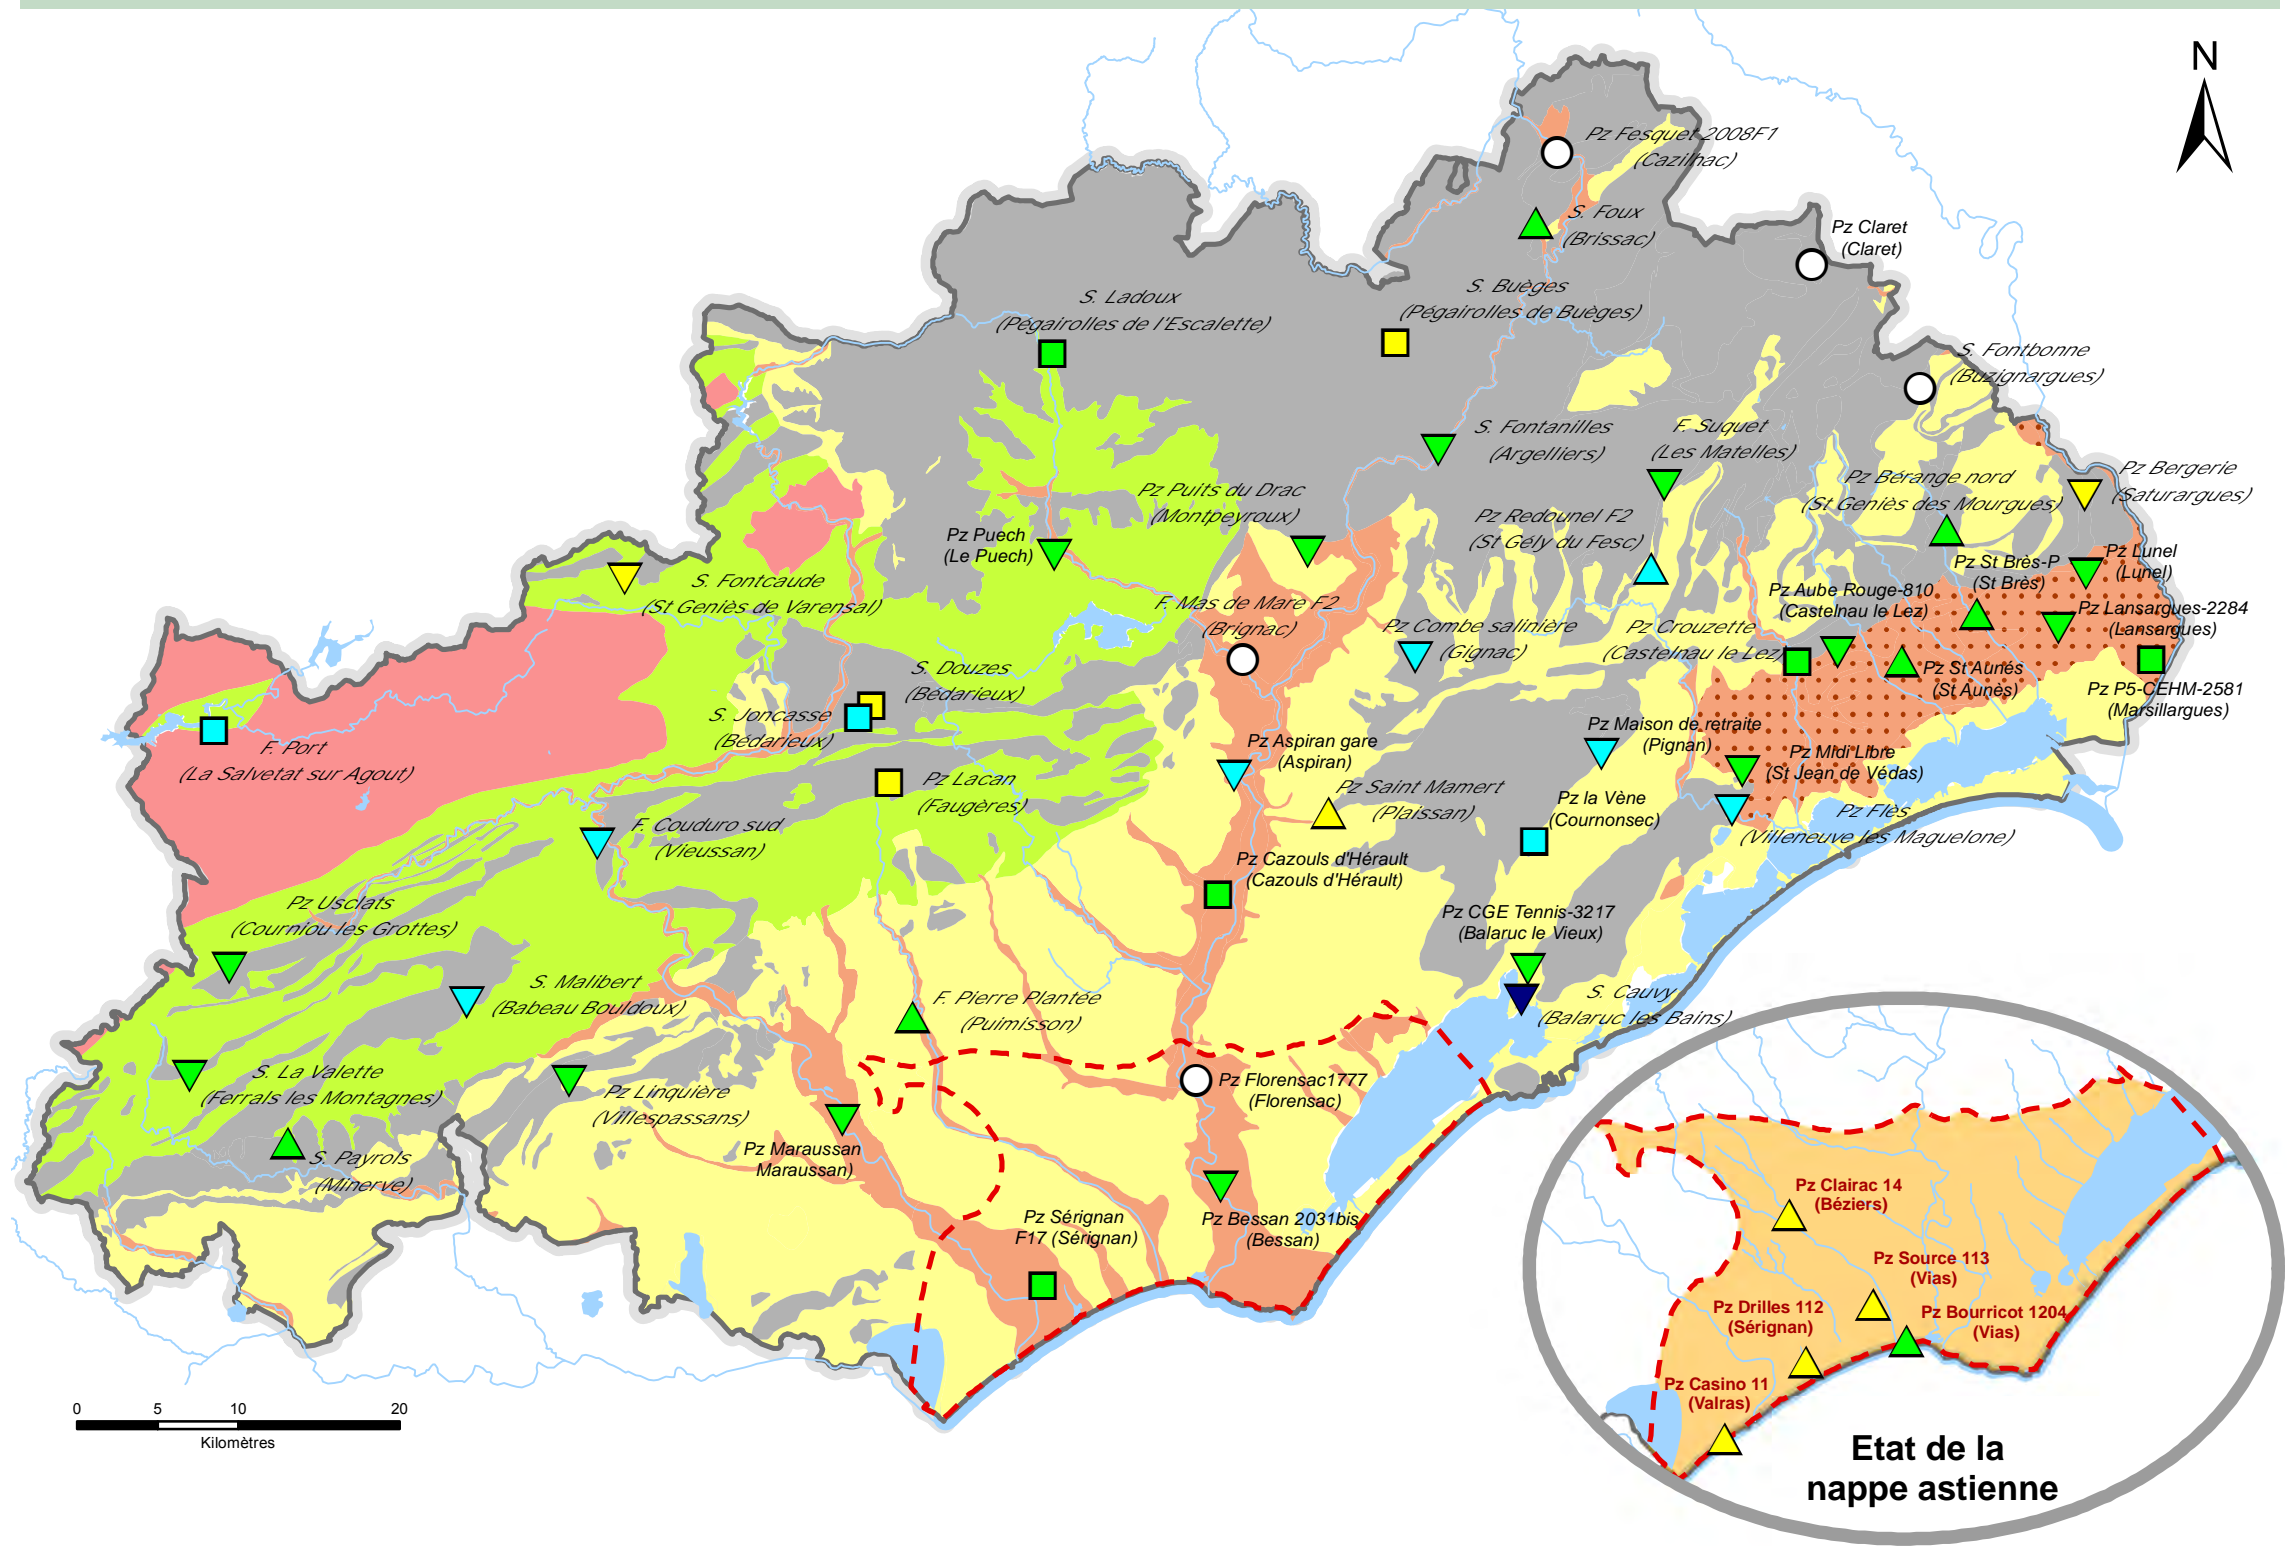 N
Pz Fesquet 2008F1
(Cazilhac)
S. Foux
(Brissac)
Pz Claret
(Claret)
S. Buèges
(Pégairolles de Buèges)
S. Ladoux
(Pégairolles de l'Escalette)
S. Fontbonne
(Buzignargues)
S. Fontanilles
(Argelliers)
F. Suquet
(Les Matelles)
Pz Bérange nord
(St Geniès des Mourgues)
Pz Bergerie
(Saturargues)
Pz Puits du Drac
(Montpeyroux)
Pz Redounel F2
(St Gély du Fesc)
Pz Puech
(Le Puech)
Pz St Brès-P
(St Brès)
Pz Lunel
(Lunel)
S. Fontcaude
(St Geniès de Varensal)
Pz Aube Rouge-810
(Castelnau le Lez)
Pz Lansargues-2284
(Lansargues)
F. Mas de Mare F2
(Brignac)
Pz Combe salinière
(Gignac)
Pz Crouzette
(Castelnau le Lez)
S. Douzes
(Bédarieux)
Pz St Aunés
(St Aunès)
Pz P5-CEHM-2581
(Marsillargues)
S. Joncasse
(Bédarieux)
F. Port
(La Salvetat sur Agout)
Pz Aspiran gare
(Aspiran)
Pz Maison de retraite
(Pignan)
Pz Midi Libre
(St Jean de Védas)
Pz Lacan
(Faugères)
Pz Saint Mamert
(Plaissan)
Pz la Vène
(Cournonsec)
Pz Flès
(Villeneuve les Maguelone)
F. Couduro sud
(Vieussan)
Pz Cazouls d'Hérault
(Cazouls d'Hérault)
Pz Usclats
(Courniou les Grottes)
Pz CGE Tennis-3217
(Balaruc le Vieux)
S. Malibert
(Babeau Bouldoux)
F. Pierre Plantée
(Puimisson)
S. Cauvy
(Balaruc les Bains)
S. La Valette
(Ferrals les Montagnes)
Pz Linquière
(Villespassans)
Pz Florensac1777
(Florensac)
S. Payrols
(Minerve)
Pz Maraussan
Maraussan)
Pz Sérignan
F17 (Sérignan)
Pz Bessan 2031bis
(Bessan)
Pz Clairac 14
(Béziers)
Pz Source 113
(Vias)
Pz Drilles 112
(Sérignan)
Pz Bourricot 1204
(Vias)
Pz Casino 11
(Valras)
Etat de la
nappe astienne
0 5 10 20
Kilomètres